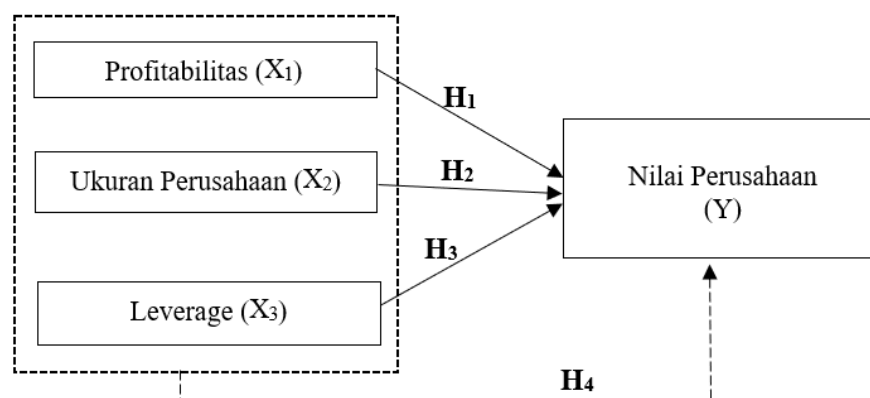 Profitabilitas (X₁)
H₁
Ukuran Perusahaan (X₂)
H₂
Nilai Perusahaan
(Y)
H₃
Leverage (X₃)
H₄